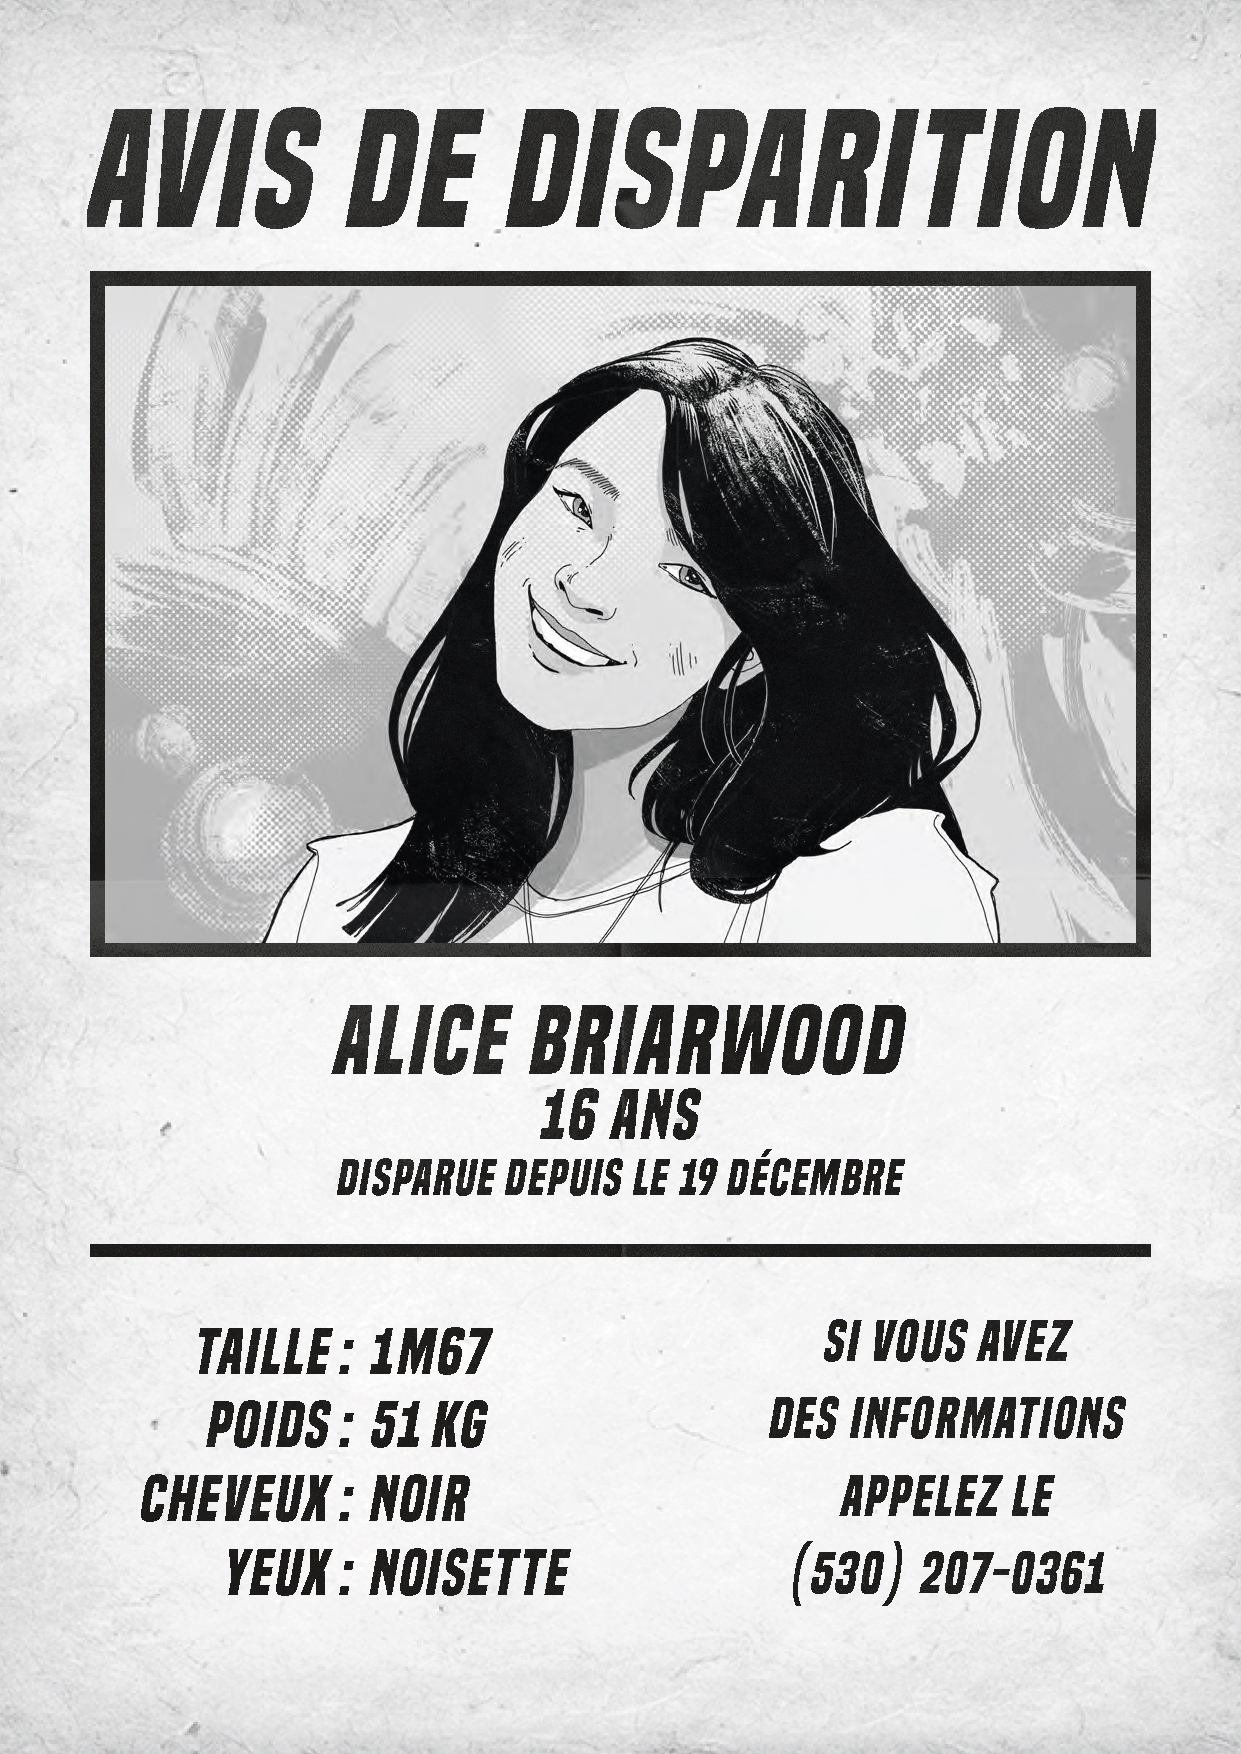 AVIS DE DISPARITION
ALICE BRIARWOOD
16 ANS
DISPARUE DEPUIS LE 19 DÉCEMBRE
TAILLE : 1M67
POIDS : 51 KG
CHEVEUX : NOIR
YEUX : NOISETTE
SI VOUS AVEZ
DES INFORMATIONS
APPELEZ LE
(530) 207-0361